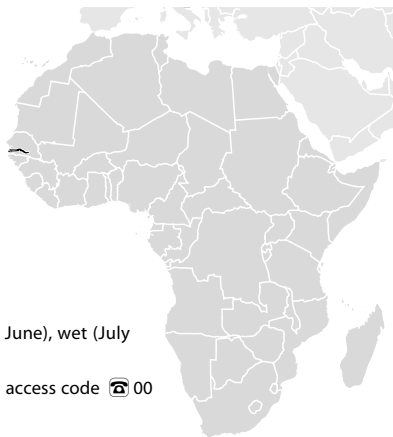 June), wet (July
access code ☎ 00